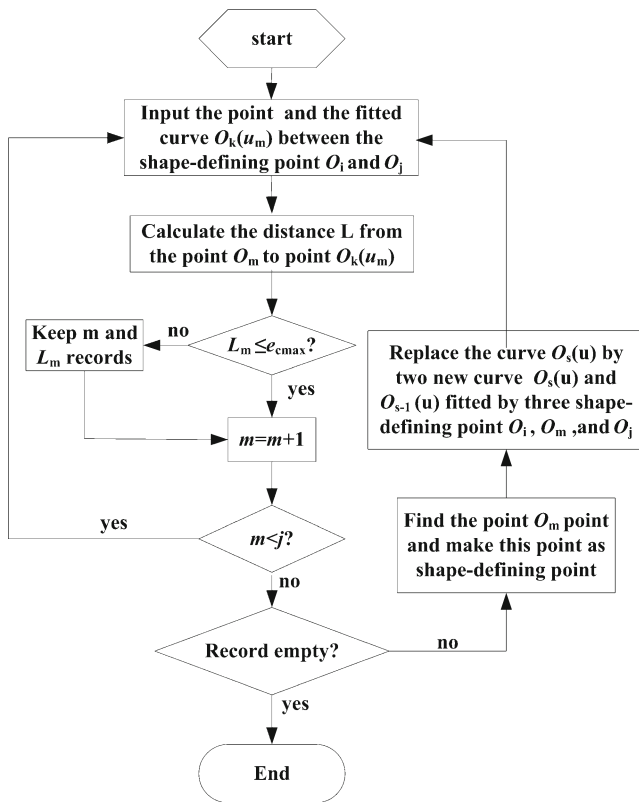 start
Input the point and the fitted
curve Ok(um) between the
shape-defining point Oi and Oj
Calculate the distance L from
the point Om to point Ok(um)
Keep m and
Lm records
no
Lm ≤ecmax?
yes
m=m+1
Replace the curve Os(u) by
two new curve Os(u) and
Os-1 (u) fitted by three shape-
defining point Oi , Om ,and Oj
yes
m<j?
no
Find the point Om point
and make this point as
shape-defining point
Record empty?
no
yes
End